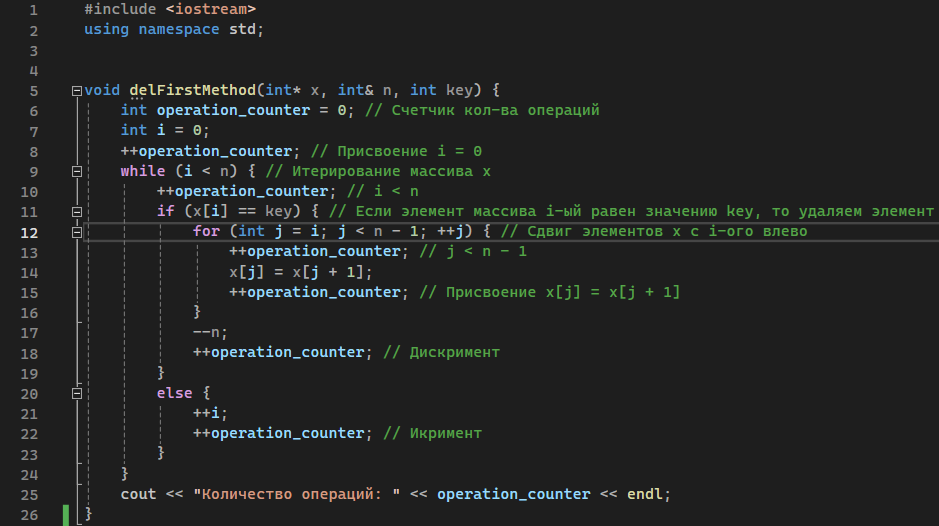 1 #include <iostream>
2 using namespace std;
3
4
5 void delFirstMethod(int* x, int& n, int key) {
6 int operation_counter = 0; // Счетчик кол-ва операций
7 int i = 0;
8 ++operation_counter; // Присвоение i = 0
9 while (i < n) { // Итерирование массива x
10 ++operation_counter; // i < n
11 if (x[i] == key) { // Если элемент массива i-ый равен значению key, то удаляем элемент
12 for (int j = i; j < n - 1; ++j) { // Сдвиг элементов x с i-ого влево
13 ++operation_counter; // j < n - 1
14 x[j] = x[j + 1];
15 ++operation_counter; // Присвоение x[j] = x[j + 1]
16 }
17 --n;
18 ++operation_counter; // Дискримент
19 }
20 else {
21 ++i;
22 ++operation_counter; // Икримент
23 }
24 }
25 cout << "Количество операций: " << operation_counter << endl;
26 }